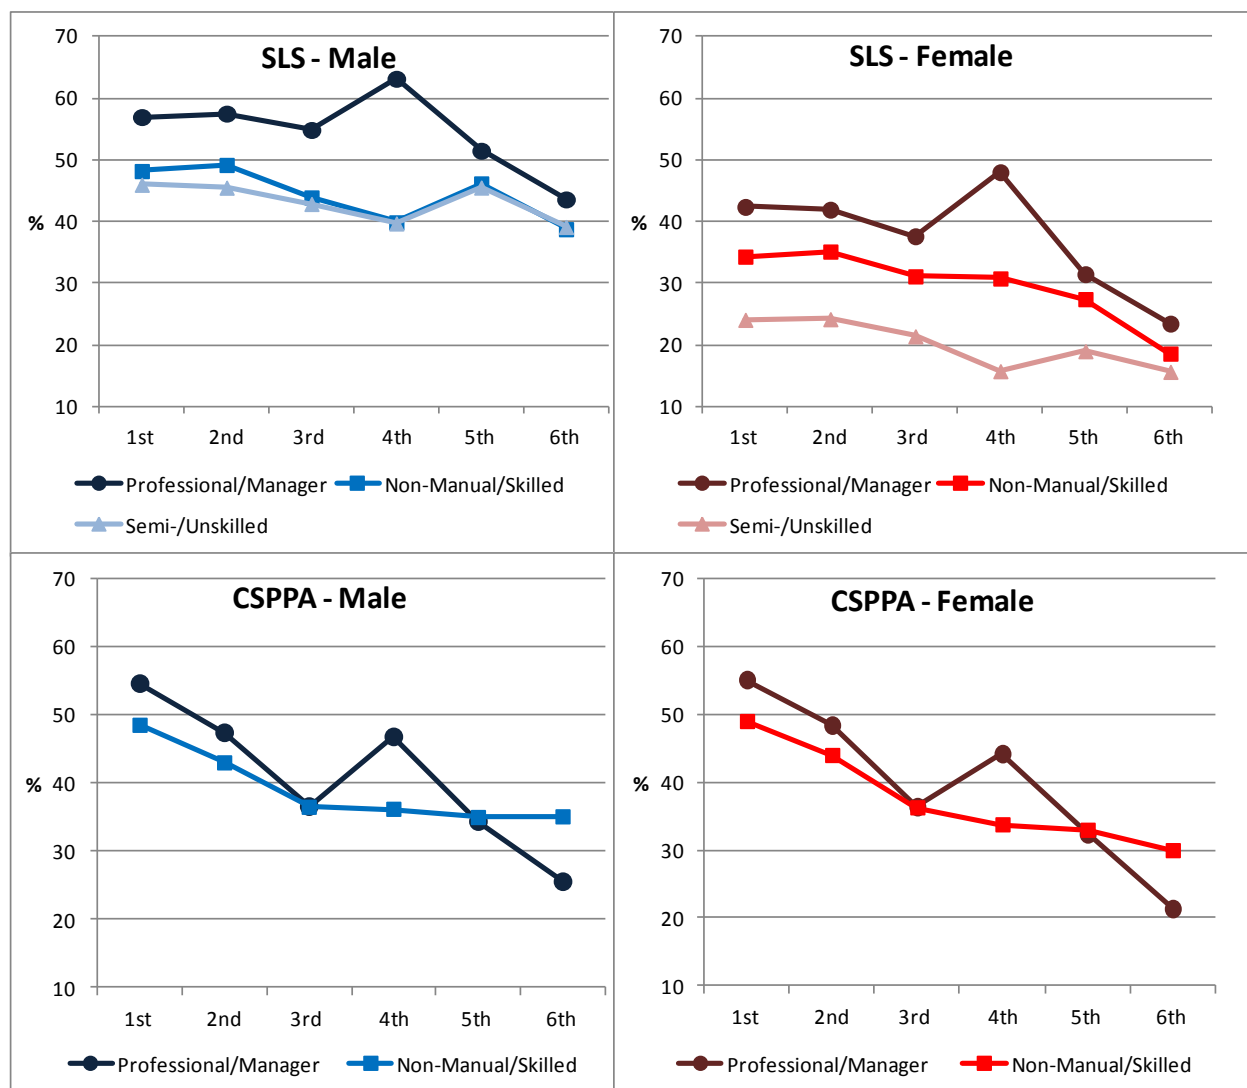 SLS - Male
70
60
50
40
30
20
10
%
1st 2nd 3rd 4th 5th 6th
Professional/Manager Non-Manual/Skilled
Semi-/Unskilled
SLS - Female
70
60
50
40
30
20
10
%
1st 2nd 3rd 4th 5th 6th
Professional/Manager Non-Manual/Skilled
Semi-/Unskilled
CSPPA - Male
70
60
50
40
30
20
10
%
1st 2nd 3rd 4th 5th 6th
Professional/Manager Non-Manual/Skilled
CSPPA - Female
70
60
50
40
30
20
10
%
1st 2nd 3rd 4th 5th 6th
Professional/Manager Non-Manual/Skilled